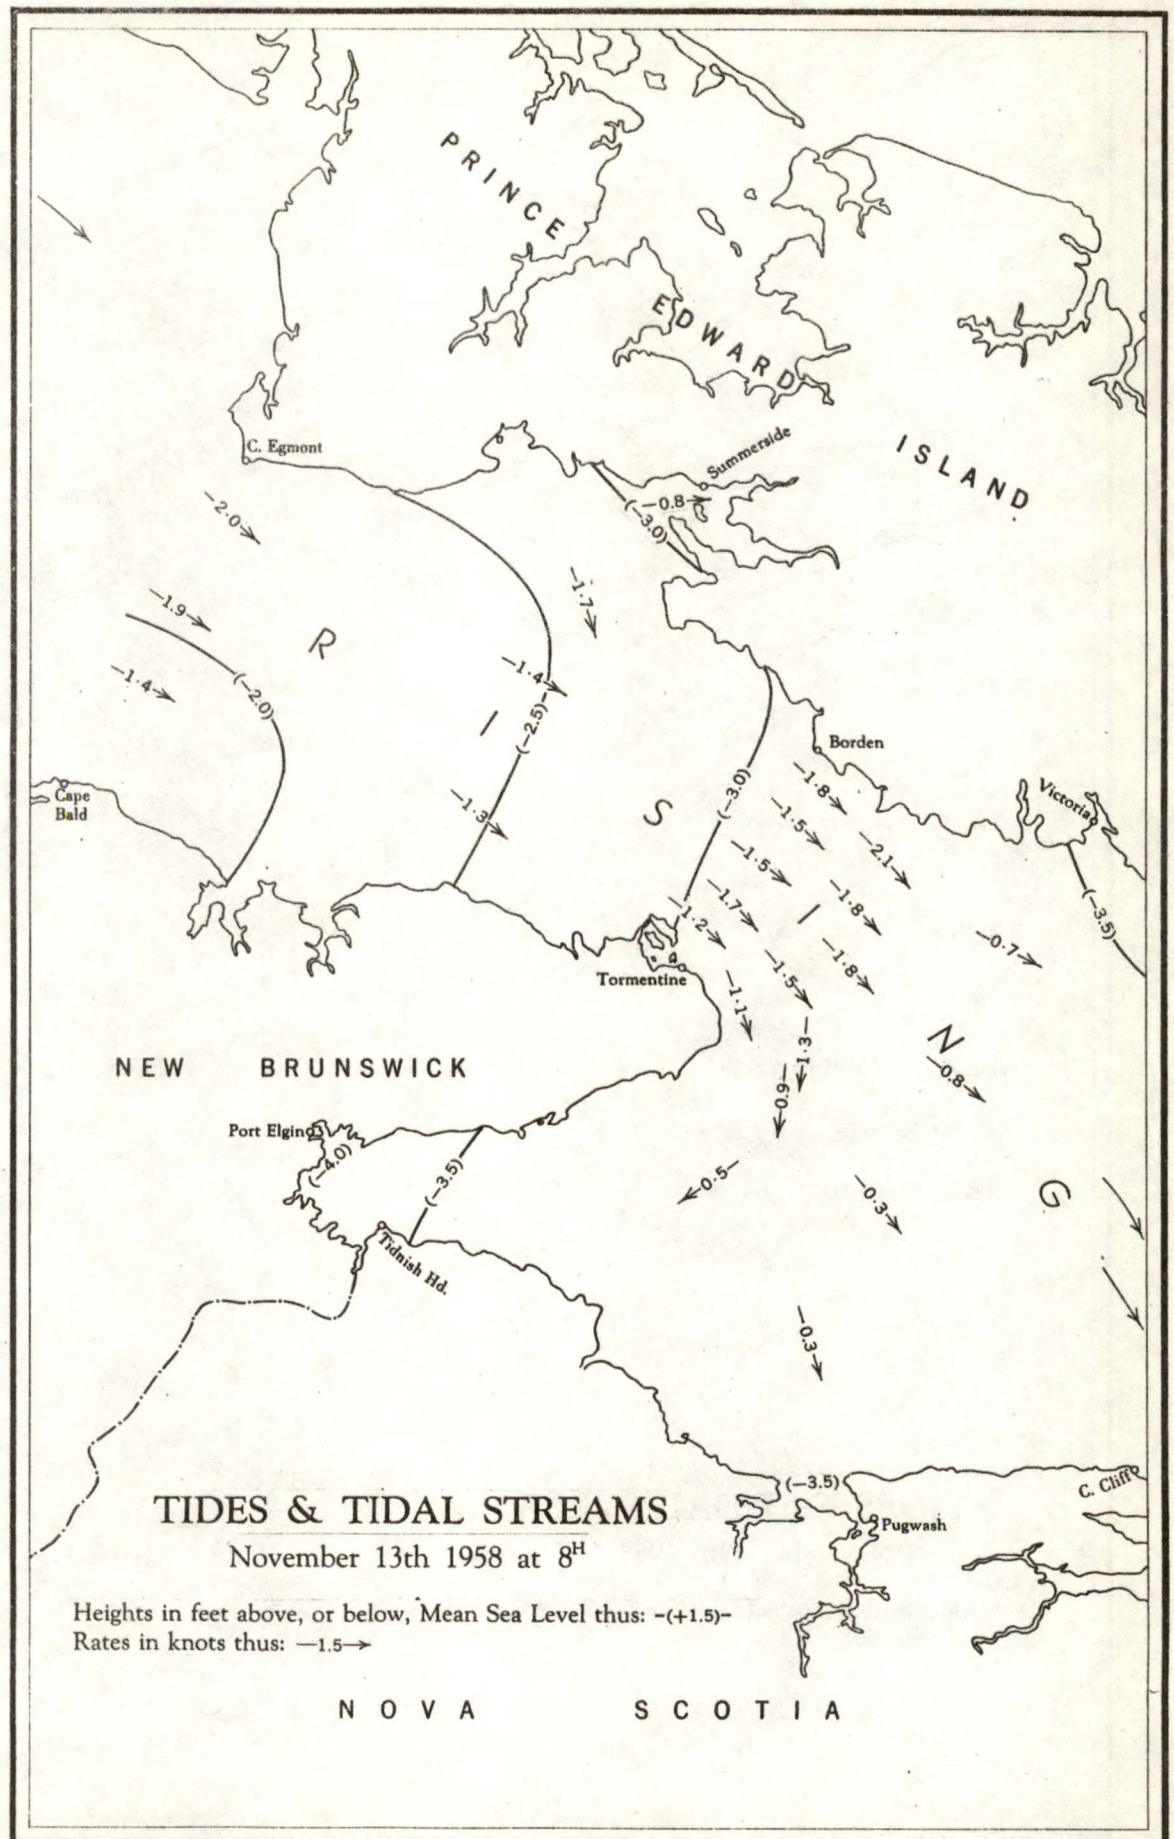 PRINCE
EDWARD
ISLAND
C. Egmont
Summerside
—0.8→
(-3.0)
—2.0→
—1.7→
—1.9→
R
—1.4→
(-2.0)
—1.4→
(-2.5)
I
—1.3→
Cape
Bald
S
(-3.0)
Borden
Victoria
—1.8→
—1.5→
—2.1→
—1.5→
—1.8→
—1.7→
—1.2→
I
(-3.5)
—0.7→
—1.8→
—1.5→
—1.1→
Tormentine
N
—1.3→
—0.8→
—0.9→
NEW BRUNSWICK
Port Elgin
(-4.0)
(-3.5)
—0.5→
—0.3→
G
Tidnish Hd.
—0.3→
(-3.5)
C. Cliff
Pugwash
TIDES & TIDAL STREAMS
November 13th 1958 at 8H
Heights in feet above, or below, Mean Sea Level thus: -(+1.5)-
Rates in knots thus: —1.5→
NOVA SCOTIA